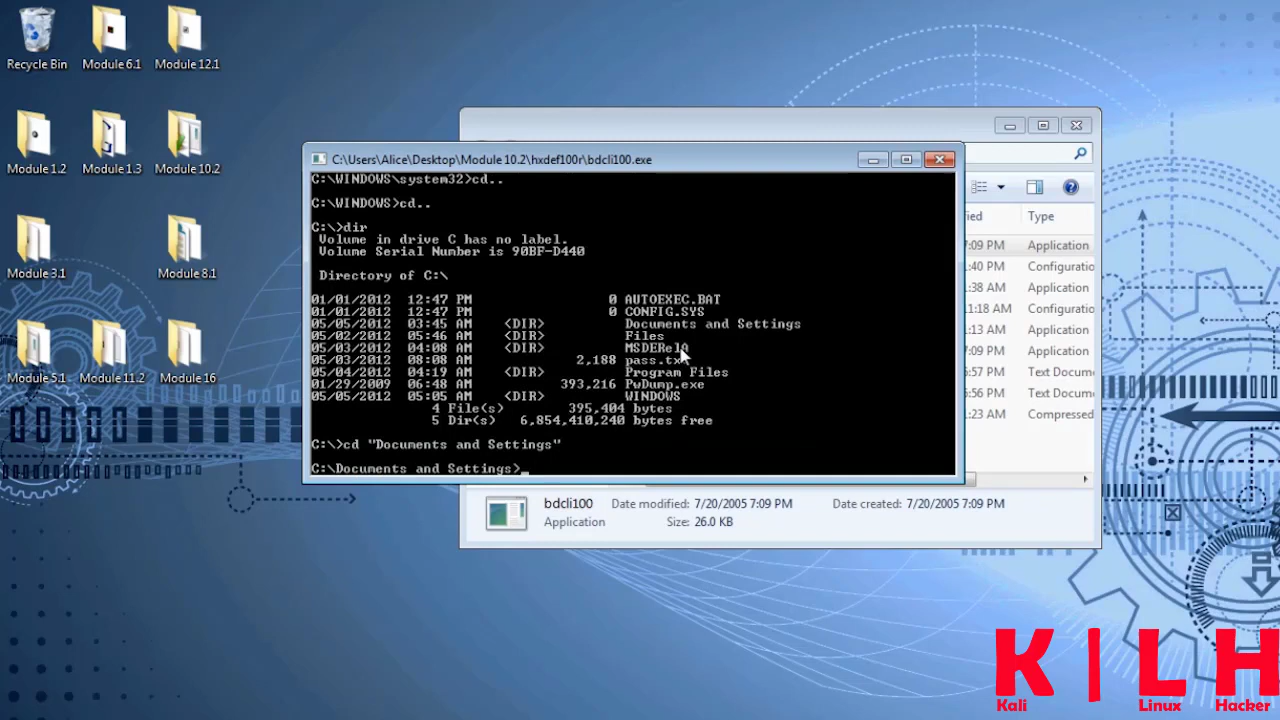 Recycle Bin
Module 6.1
Module 12.1
Module 1.2
Module 1.3
Module 10.2
Module 3.1
Module 8.1
Module 5.1
Module 11.2
Module 16
C:\Users\Alice\Desktop\Module 10.2\hxdef100r\bdcli100.exe
C:\WINDOWS\system32>cd..
C:\WINDOWS>cd..
C:\>dir
Volume in drive C has no label.
Volume Serial Number is 90BF-D440
Directory of C:\
01/01/2012 12:47 PM 0 AUTOEXEC.BAT
01/01/2012 12:47 PM 0 CONFIG.SYS
05/05/2012 03:45 AM <DIR> Documents and Settings
05/02/2012 05:46 AM <DIR> Files
05/03/2012 04:08 AM <DIR> MSDERelA
05/03/2012 08:08 AM 2,188 pass.tx
05/02/2012 04:19 AM <DIR> Program Files
01/29/2009 06:48 AM 393,216 PwDump.exe
05/05/2012 05:05 AM <DIR> WINDOWS
4 File(s) 395,404 bytes
5 Dir(s) 6,854,410,240 bytes free
C:\>cd "Documents and Settings"
C:\Documents and Settings>_
ied Type
7:09 PM Application
:40 PM Configuratio
:38 AM Application
11:18 AM Configuratio
:13 AM Application
5:57 PM Text Docum
5:56 PM Text Docum
:23 AM Compressed
bdcli100 Date modified: 7/20/2005 7:09 PM Date created: 7/20/2005 7:09 PM
Application Size: 26.0 KB
K | L H
Kali Linux Hacker